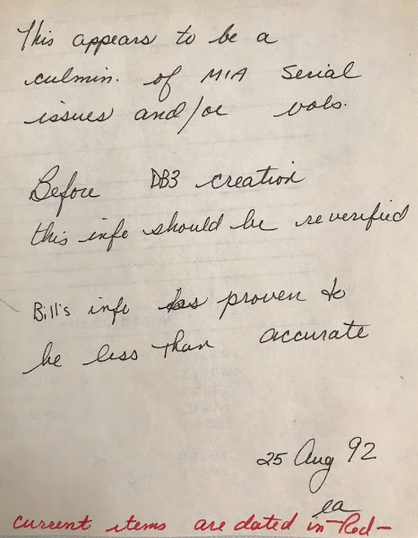 This appears to be a
culmin. of MIA serial
issues and/or vols.
Before DB3 creation
this info should be reverified
Bill's info has proven to
be less than accurate
25 Aug 92
ea
current items are dated in Red-